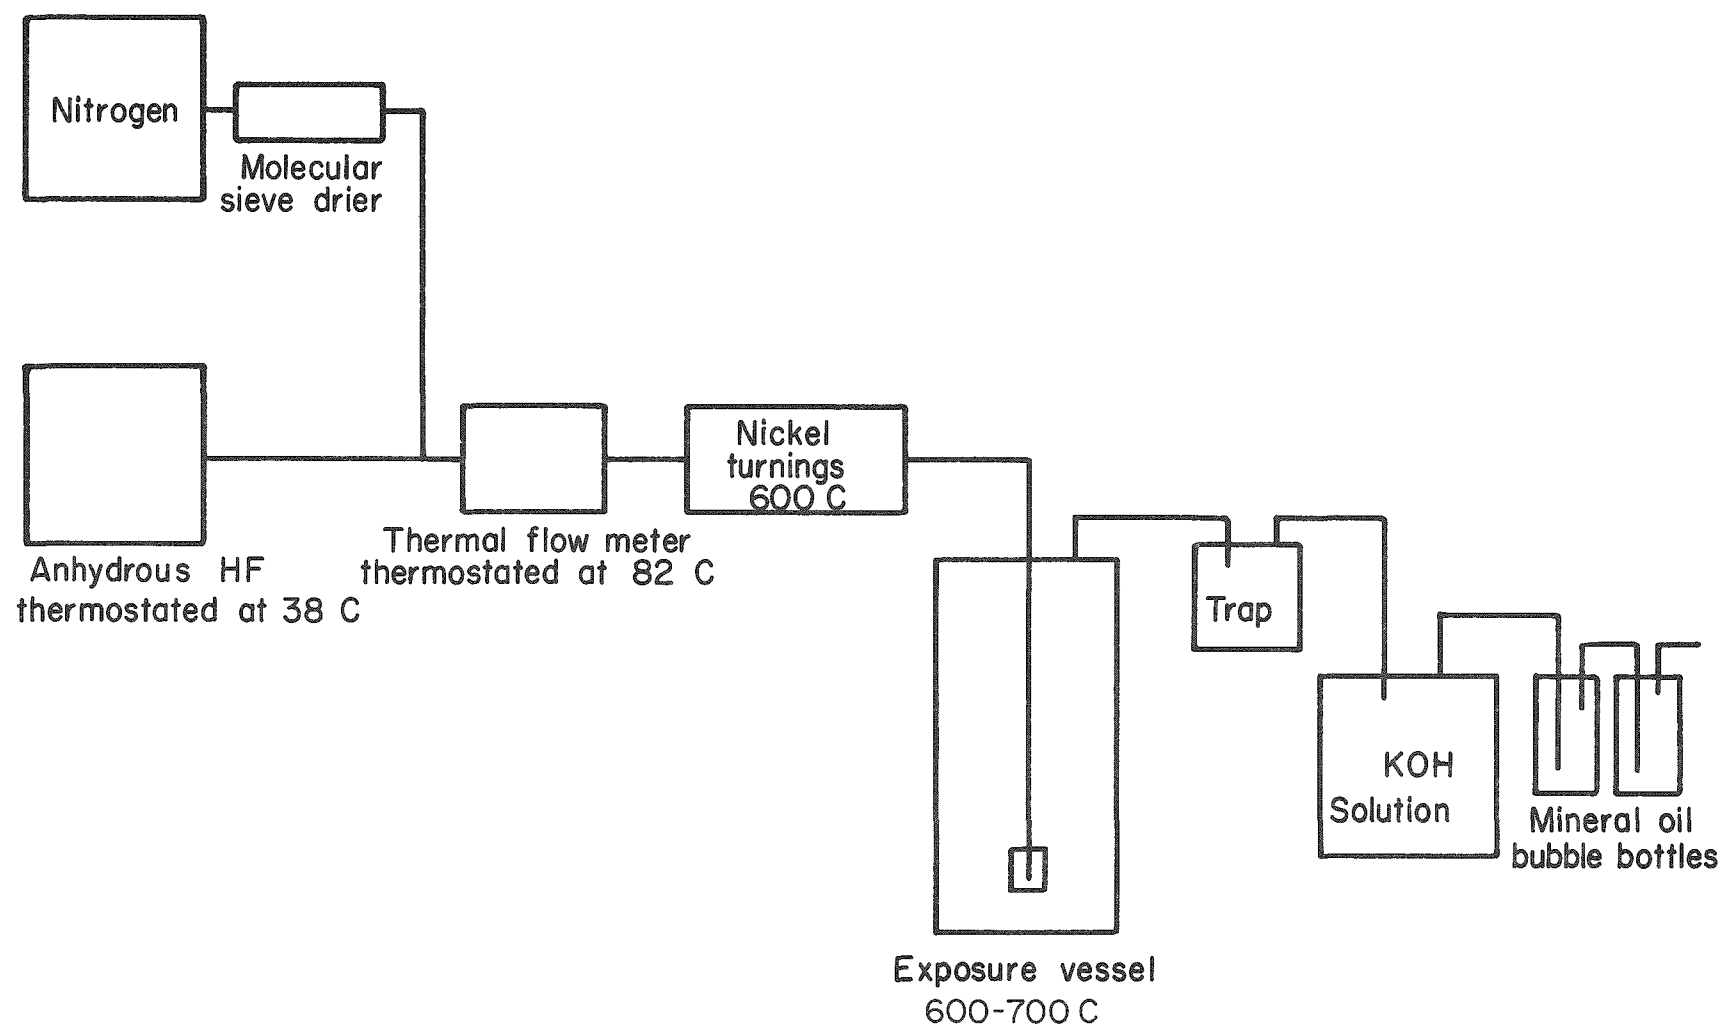 Nitrogen
Molecular
sieve drier
Anhydrous HF
thermostated at 38 C
Thermal flow meter
thermostated at 82 C
Nickel
turnings
600 C
Exposure vessel
600-700 C
Trap
KOH
Solution
Mineral oil
bubble bottles